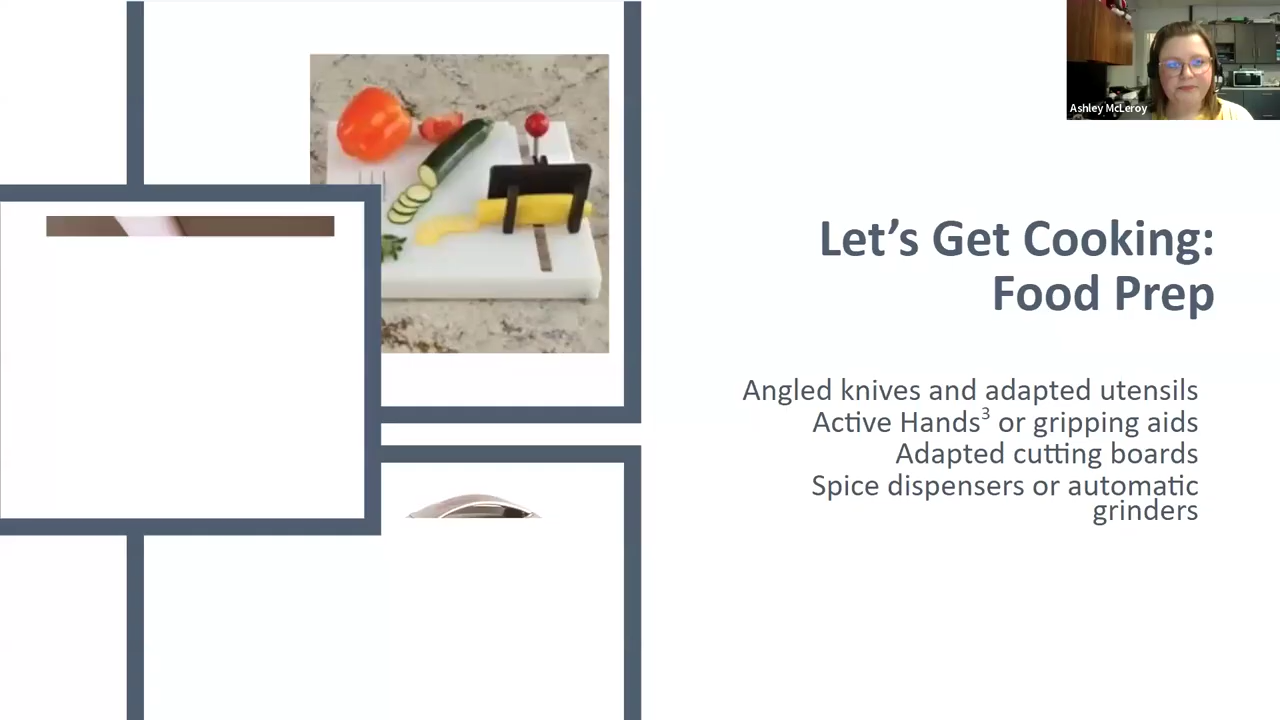 Ashley McLeroy
Let's Get Cooking:
Food Prep
Angled knives and adapted utensils
Active Hands³ or gripping aids
Adapted cutting boards
Spice dispensers or automatic
grinders